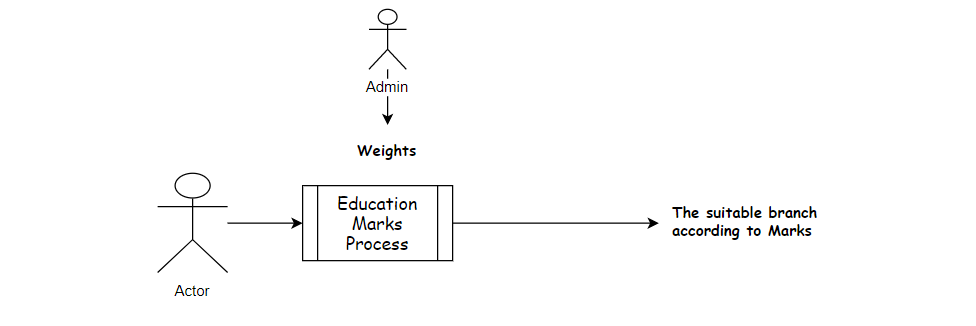 Admin
Weights
Education
Marks
Process
The suitable branch
according to Marks
Actor